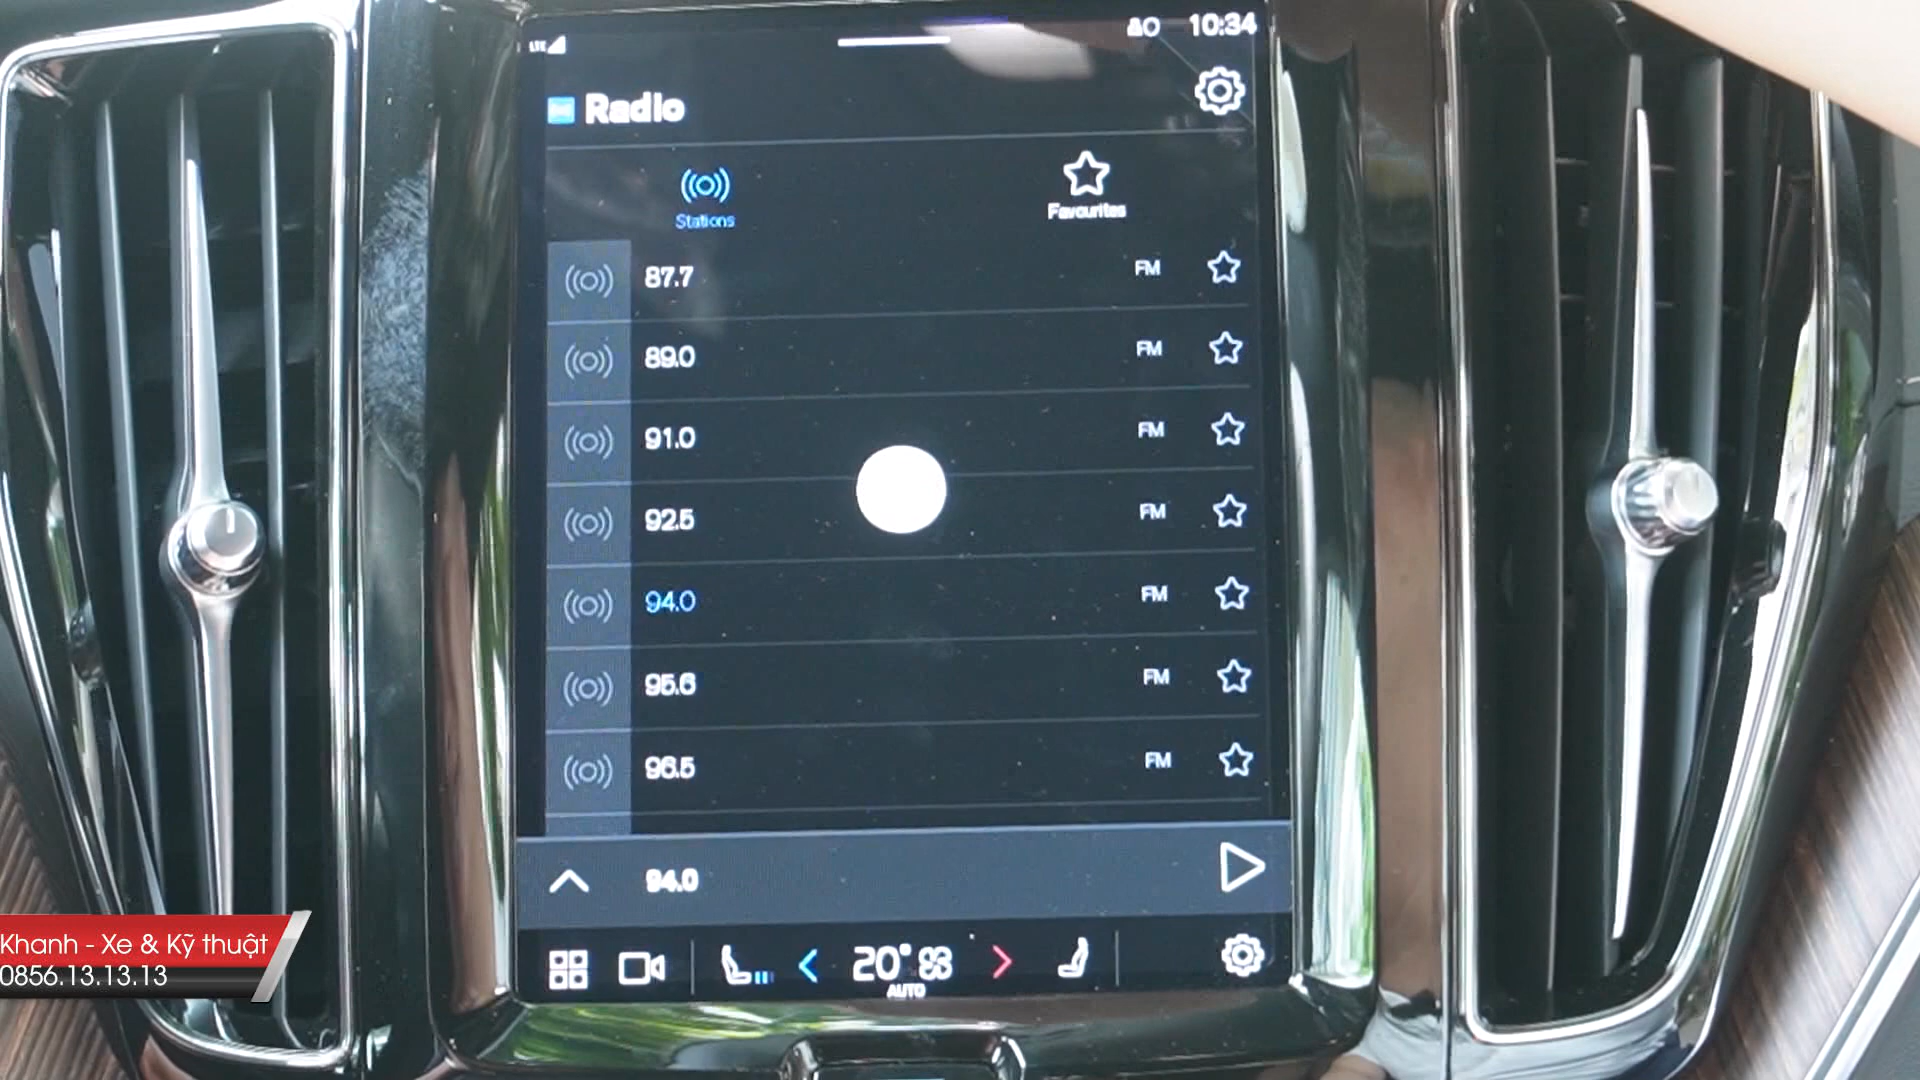 LTE 10:34
Radio
Stations Favourites
87.7 FM
89.0 FM
91.0 FM
92.5 FM
94.0 FM
95.6 FM
96.5 FM
94.0
20°
AUTO
Khanh - Xe & Kỹ thuật
0856.13.13.13